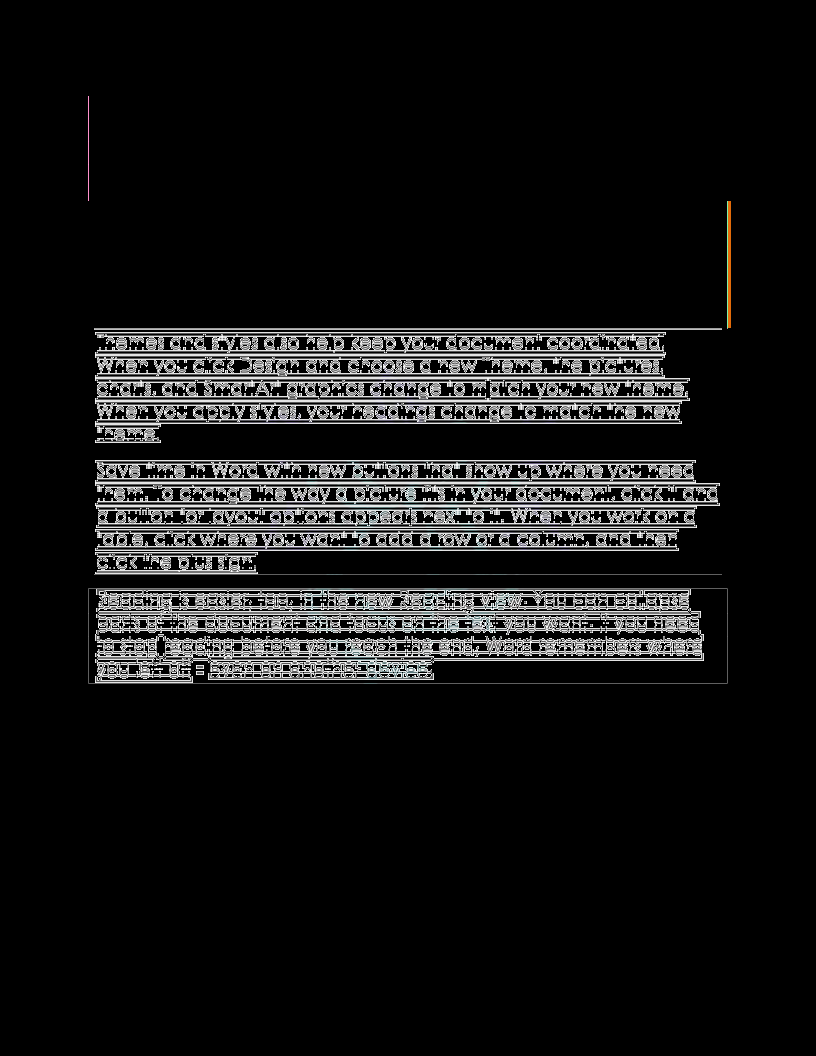 Themes and styles also help keep your document coordinated.
When you click Design and choose a new Theme, the pictures,
charts, and SmartArt graphics change to match your new theme.
When you apply styles, your headings change to match the new
theme.
Save time in Word with new buttons that show up where you need
them. To change the way a picture fits in your document, click it and
a button for layout options appears next to it. When you work on a
table, click where you want to add a row or a column, and then
click the plus sign.
Reading is easier, too, in the new Reading view. You can collapse
parts of the document and focus on the text you want. If you need
to stop reading before you reach the end, Word remembers where
you left off - even on another device.